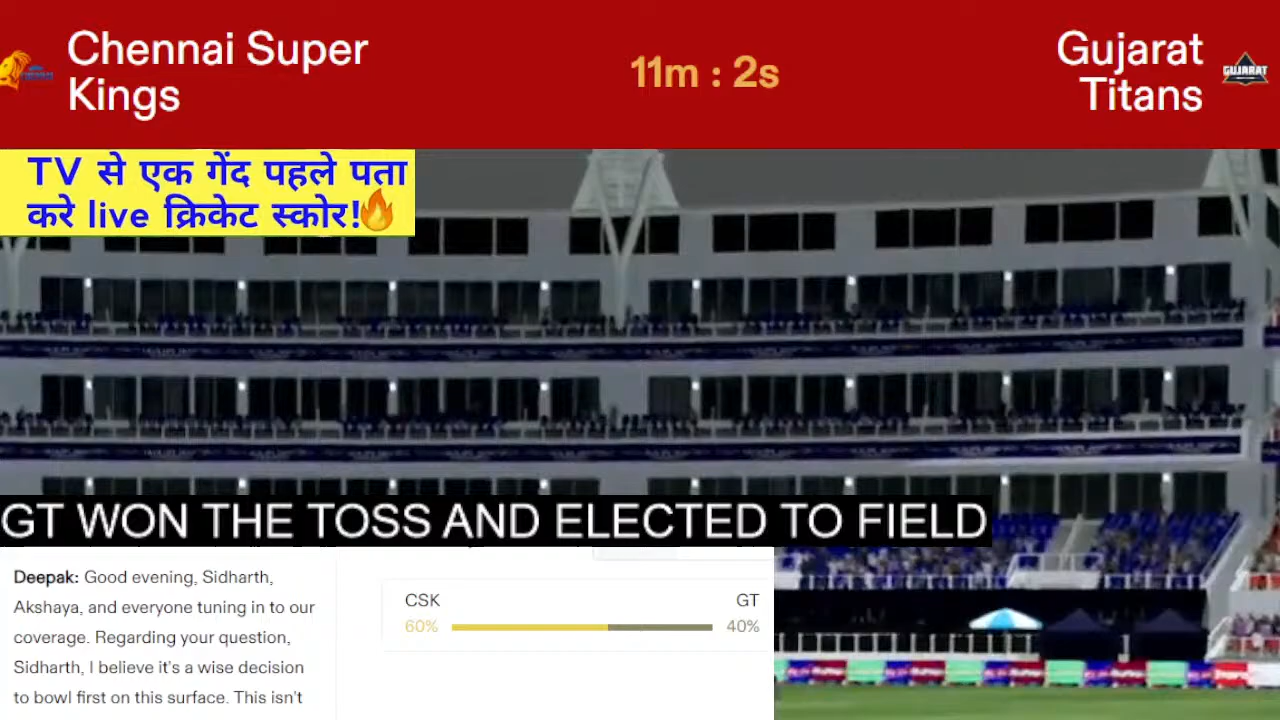 Chennai Super
Kings
11m : 2s
Gujarat
Titans
GUJARAT
TV से एक गेंद पहले पता
करे live क्रिकेट स्कोर!🔥
GT WON THE TOSS AND ELECTED TO FIELD
Deepak: Good evening, Sidharth,
Akshaya, and everyone tuning in to our
coverage. Regarding your question,
Sidharth, I believe it's a wise decision
to bowl first on this surface. This isn't
CSK GT
60% 40%